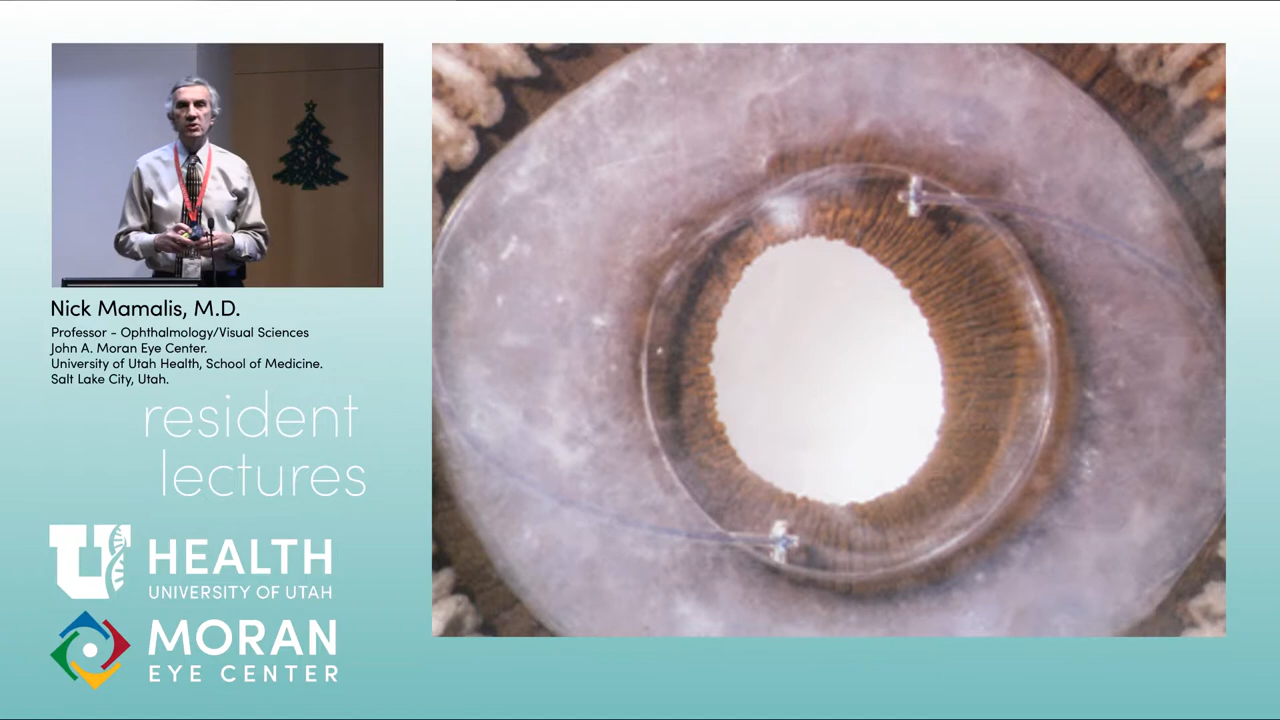 Nick Mamalis, M.D.
Professor - Ophthalmology/Visual Sciences
John A. Moran Eye Center.
University of Utah Health, School of Medicine.
Salt Lake City, Utah.
resident
lectures
U HEALTH
UNIVERSITY OF UTAH
MORAN
EYE CENTER